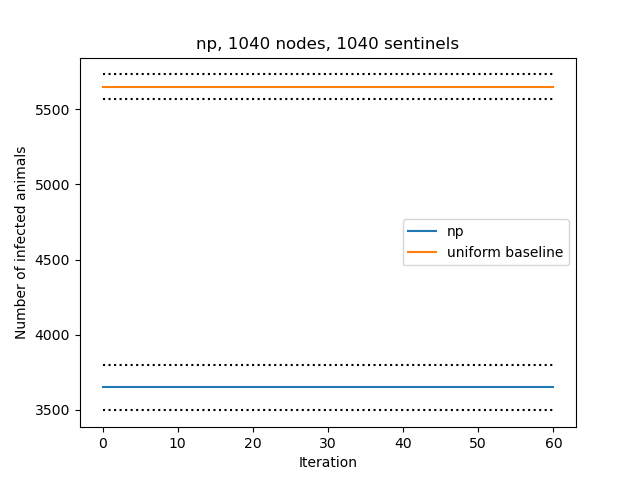 np, 1040 nodes, 1040 sentinels
Number of infected animals
5500
5000
4500
4000
3500
np
uniform baseline
0 10 20 30 40 50 60
Iteration